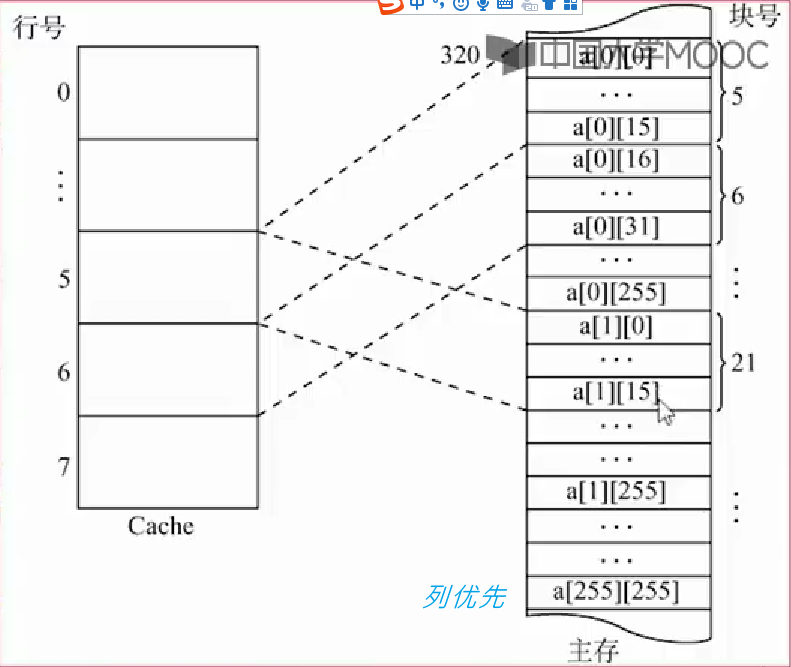 中
行号
块号
320
中国大学MOOC
a[0][0]
0
···
5
a[0][15]
a[0][16]
⋮
···
6
a[0][31]
···
5
a[0][255]
⋮
a[1][0]
···
21
6
a[1][15]
···
···
7
a[1][255]
⋮
···
Cache
···
列优先
a[255][255]
主存